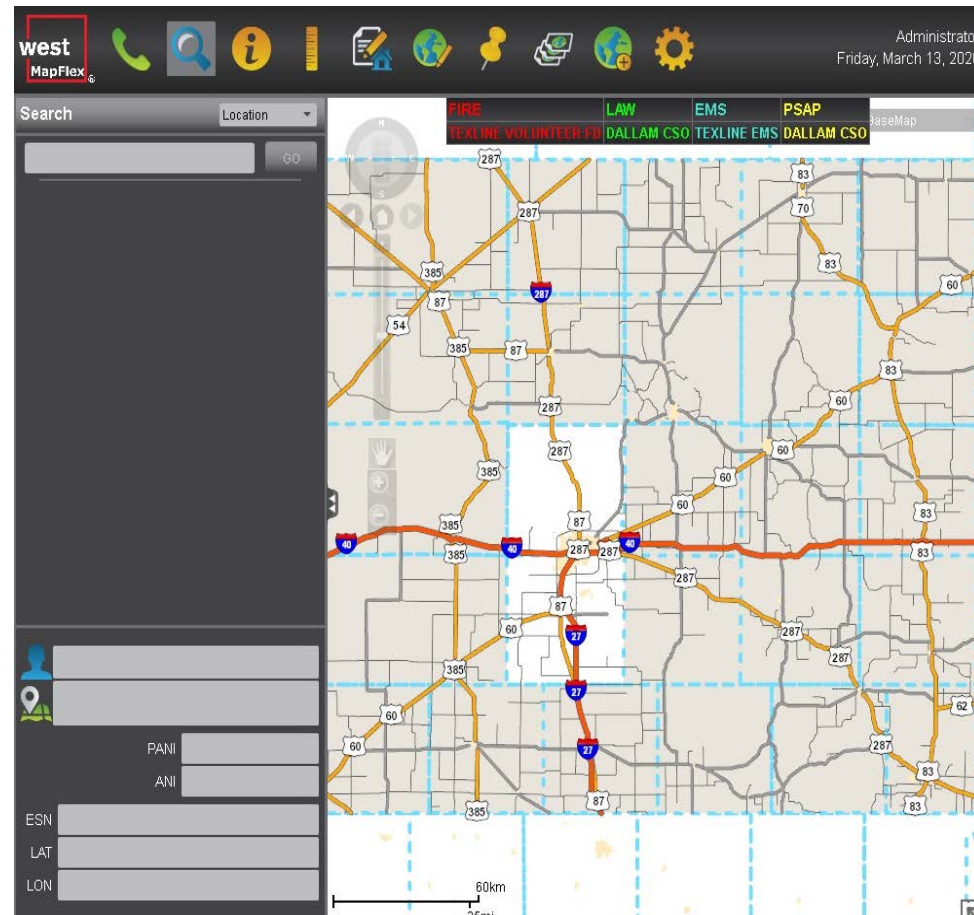 west
MapFlex ®
Administrato
Friday, March 13, 2020
Search
Location
GO
FIRE LAW EMS PSAP
TEXLINE VOLUNTEER FD DALLAM CSO TEXLINE EMS DALLAM CSO
BaseMap
N
S
287
83
287
70
385
83
287
60
87
54
385
87
83
287
60
287
60
385
60
60
83
385
87
40
40
287
287
40
385
83
287
87
60
27
287
287
385
27
60
62
60
27
287
83
87
385
83
PANI
ANI
ESN
LAT
LON
60km